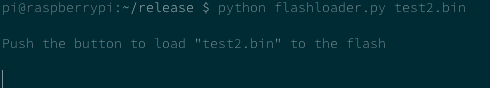 pi@raspberrypi:~/release $ python flashloader.py test2.bin
Push the button to load "test2.bin" to the flash